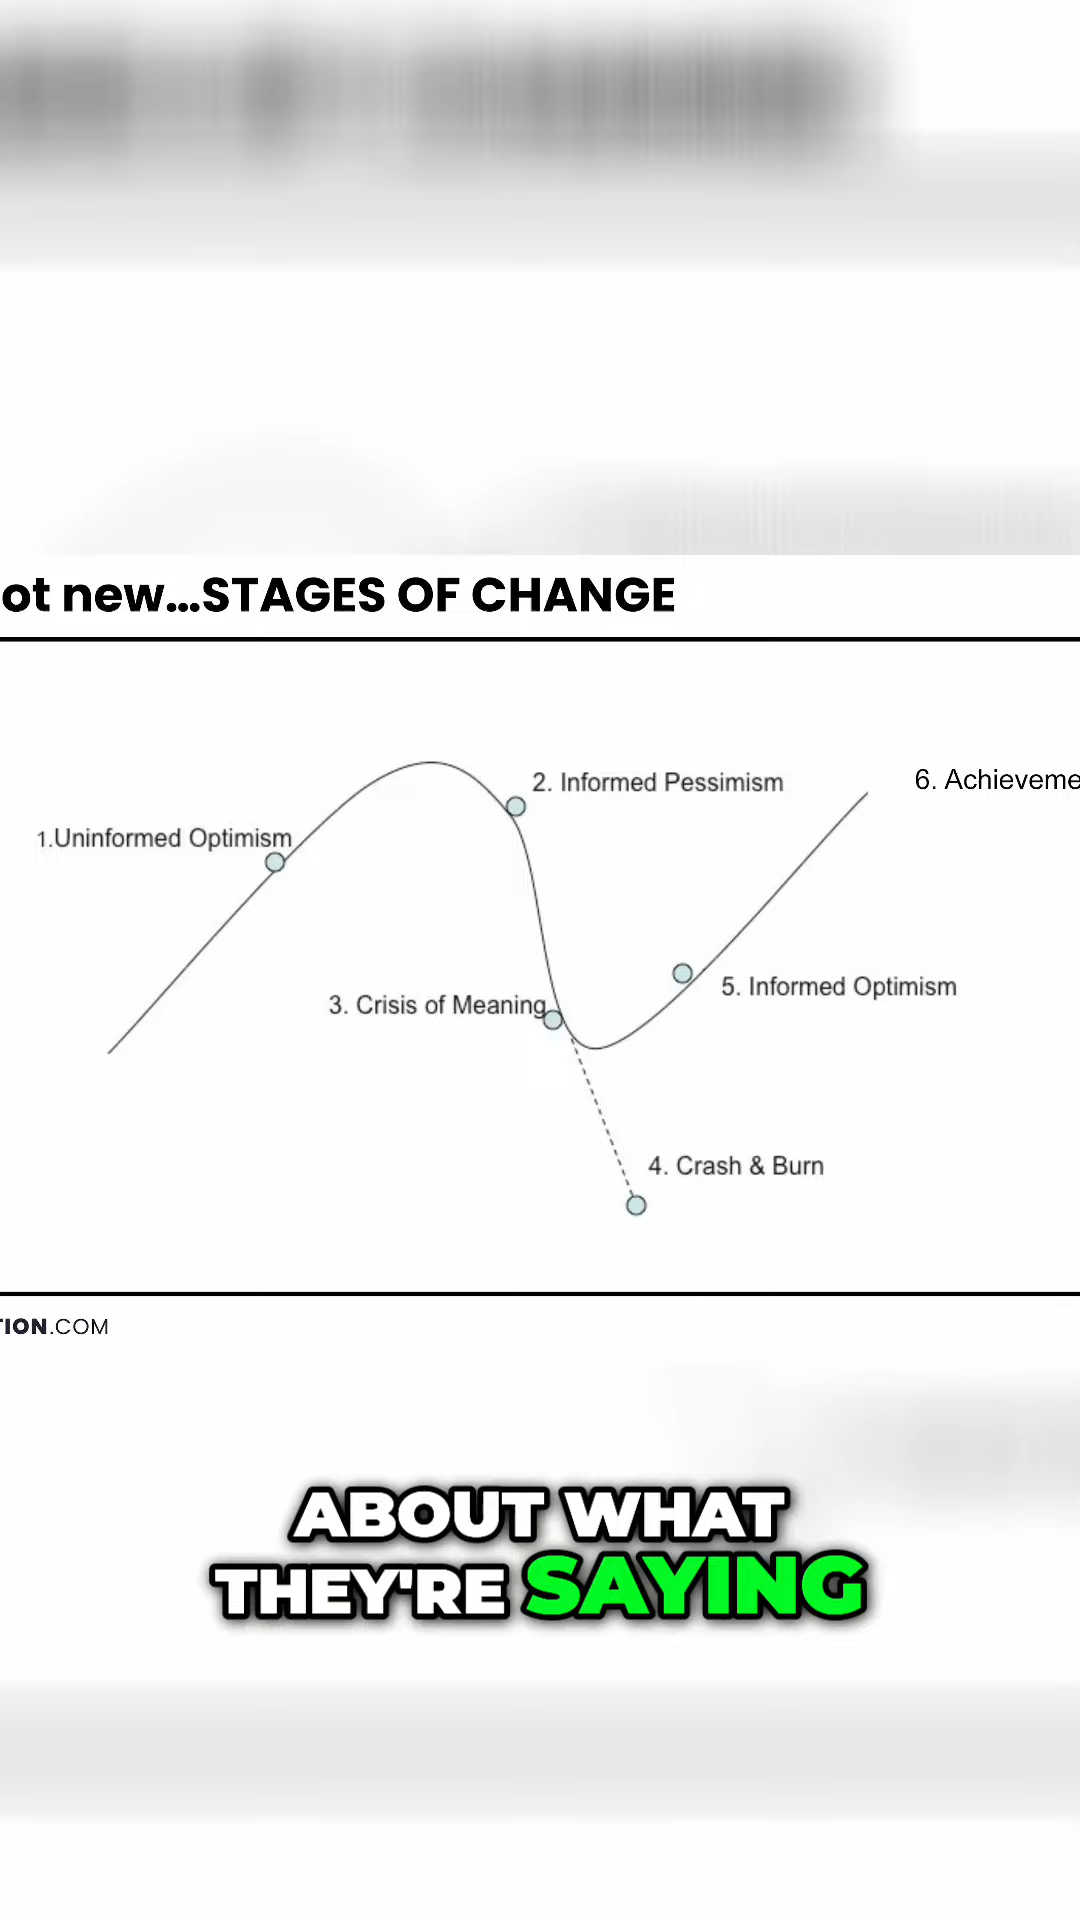 ot new...STAGES OF CHANGE
2. Informed Pessimism
6. Achieveme
1.Uninformed Optimism
5. Informed Optimism
3. Crisis of Meaning
4. Crash & Burn
TION.COM
ABOUT WHAT
THEY'RE SAYING